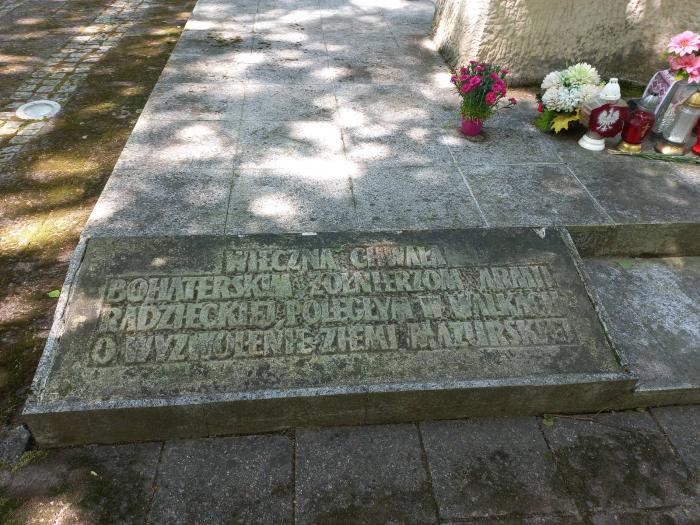 WIECZNA CHWAŁA
BOHATERSKIM ŻOŁNIERZOM ARMII
RADZIECKIEJ, POLEGŁYM W WALKACH
O WYZWOLENIE ZIEMI MAZURSKIEJ